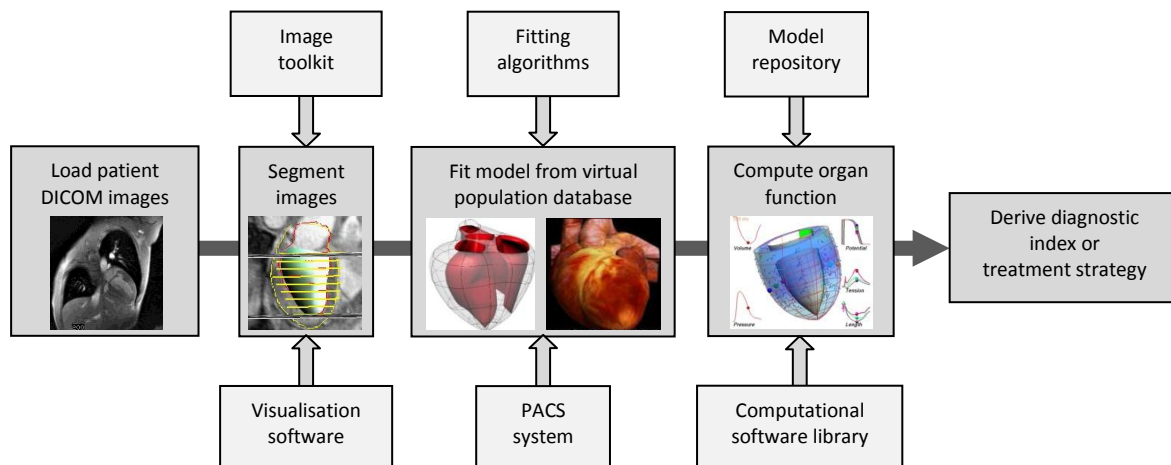 Image
toolkit
Fitting
algorithms
Model
repository
Load patient
DICOM images
Segment
images
Fit model from virtual
population database
Compute organ
function
Volume
Potential
Tension
Pressure
Length
Derive diagnostic
index or
treatment strategy
Visualisation
software
PACS
system
Computational
software library